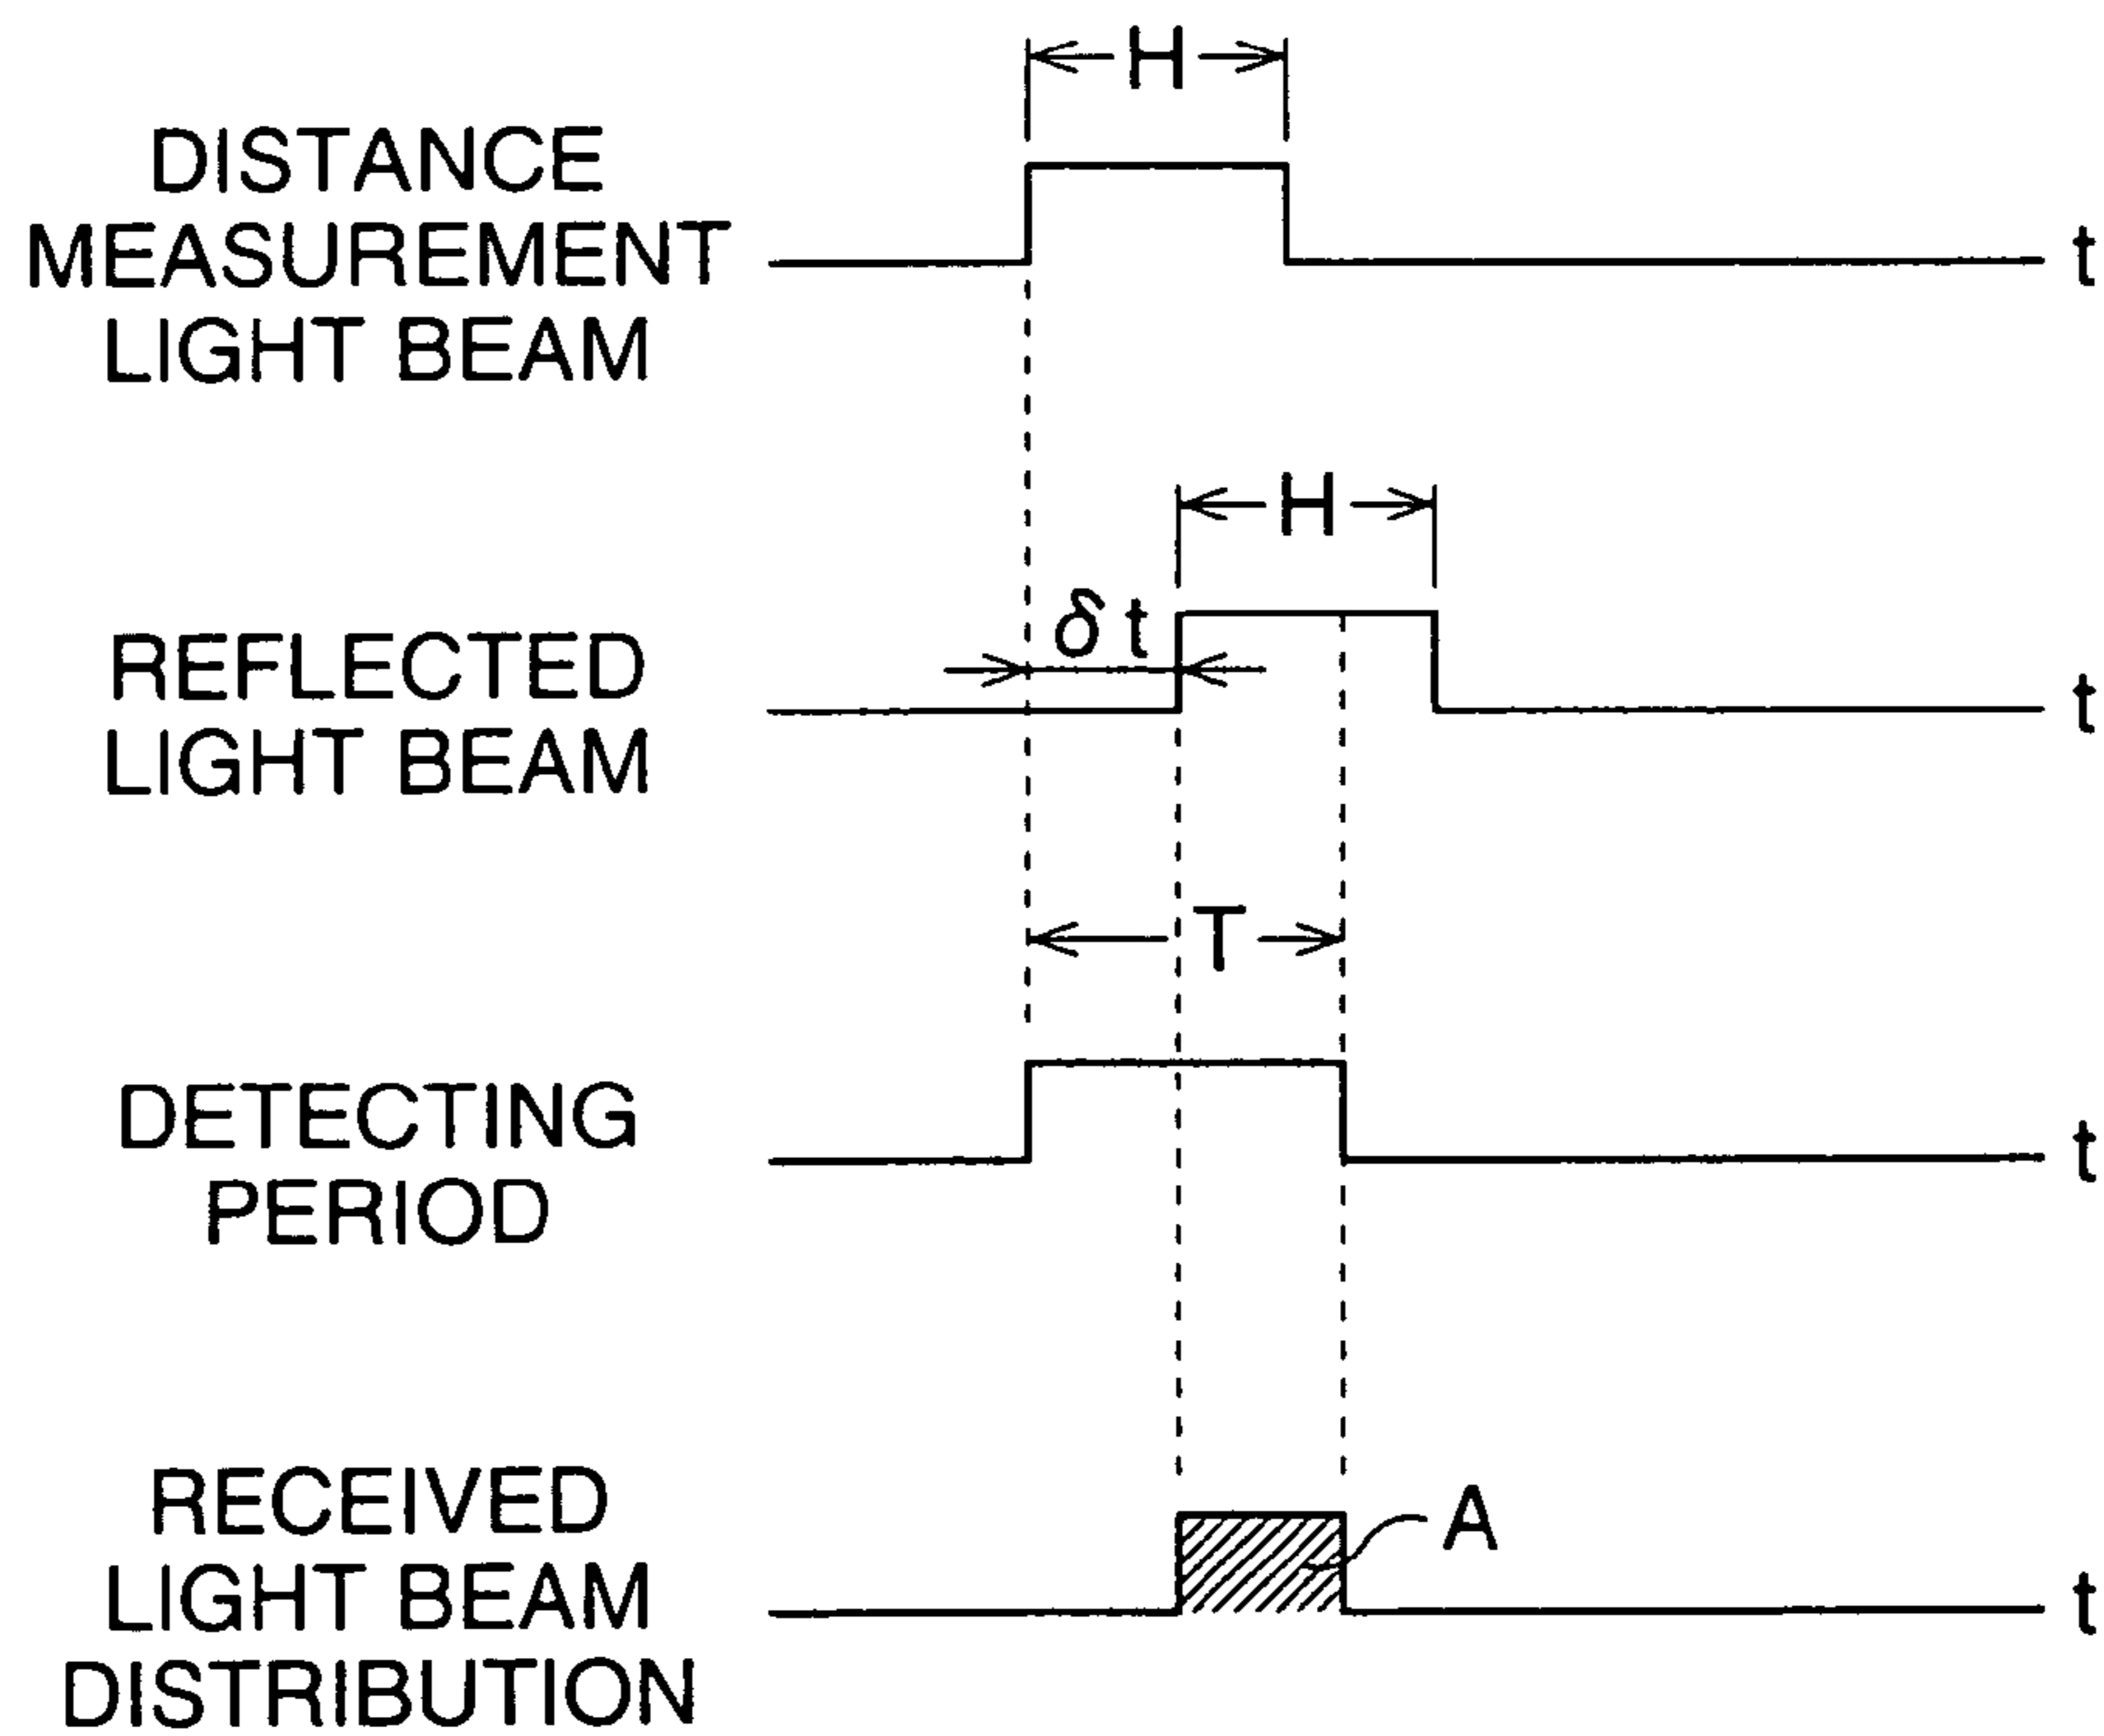 H
DISTANCE
MEASUREMENT
LIGHT BEAM
t
H
δt
REFLECTED
LIGHT BEAM
t
T
DETECTING
PERIOD
t
RECEIVED
LIGHT BEAM
DISTRIBUTION
A
t